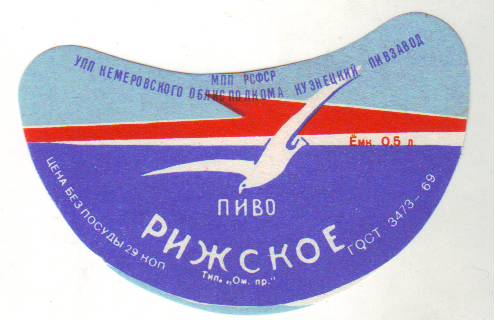 МПП РСФСР
УПП КЕМЕРОВСКОГО ОБЛИСПОЛКОМА КУЗНЕЦКИЙ ПИВЗАВОД
Ёмк. 0,5 л.
ПИВО
РИЖСКОЕ
ЦЕНА БЕЗ ПОСУДЫ 29 КОП
ГОСТ 3473-69
Тип. „Ом. пр."